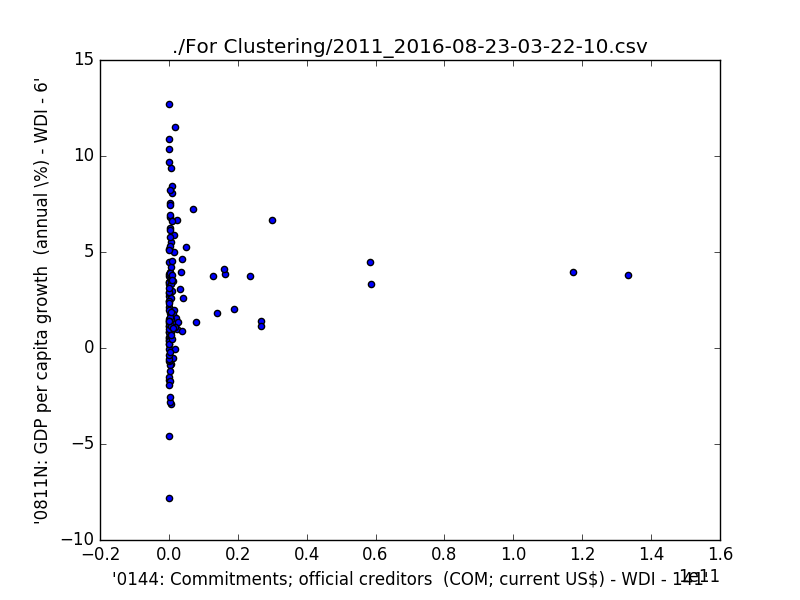 ./For Clustering/2011_2016-08-23-03-22-10.csv
15
10
5
0
−5
−10
'0811N: GDP per capita growth  (annual \%) - WDI - 6'
−0.2 0.0 0.2 0.4 0.6 0.8 1.0 1.2 1.4 1.6
1e11
'0144: Commitments; official creditors  (COM; current US$) - WDI - 141'